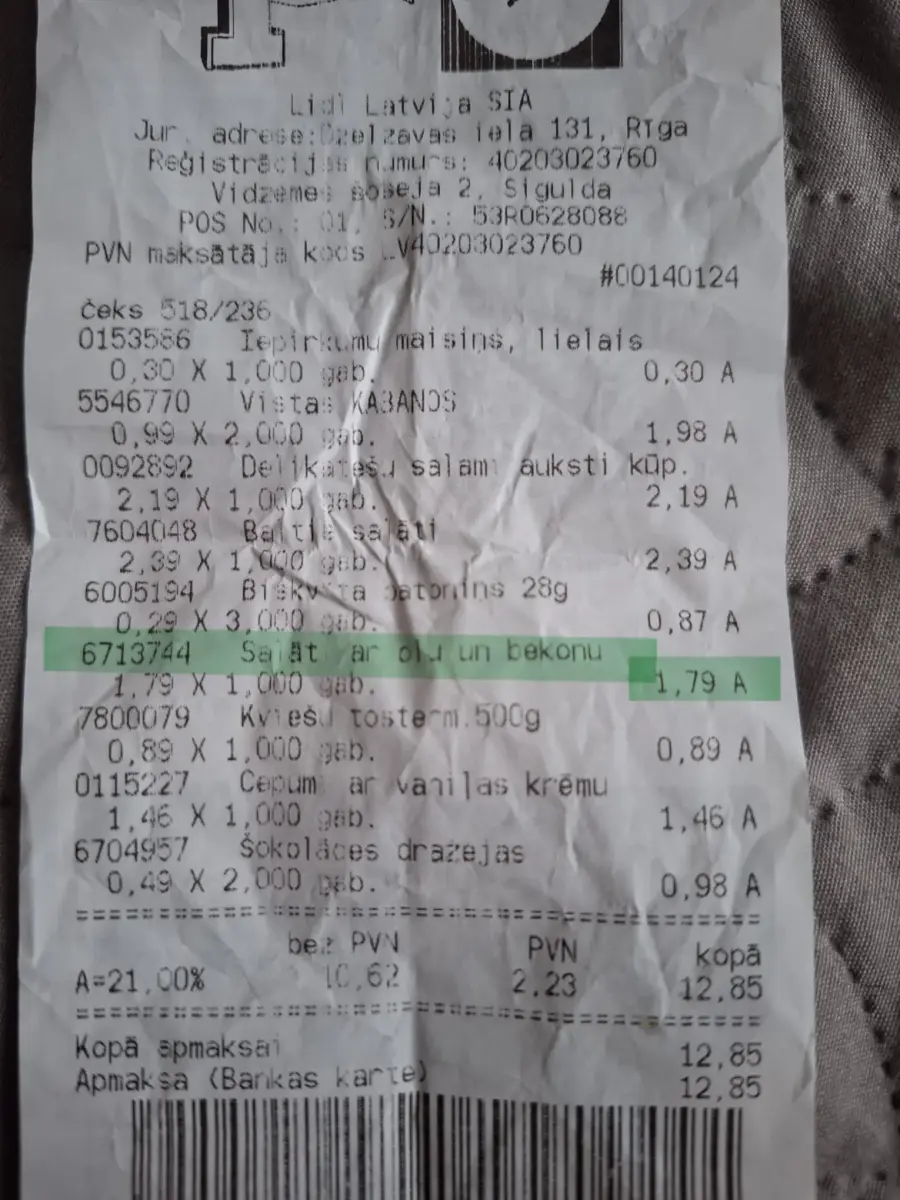 Lidl Latvija SIA
Jur. adrese:Dzelzavas iela 131, Rīga
Reģistrācijas numurs: 40203023760
Vidzemes šoseja 2, Sigulda
POS No.: 01, S/N.: 53R0628088
PVN maksātāja kods LV40203023760
#00140124
čeks 518/236
0153586 Iepirkumu maisiņš, lielais
0,30 X 1,000 gab. 0,30 A
5546770 Vistas KABANOS
0,99 X 2,000 gab. 1,98 A
0092892 Delikatešu salami auksti kūp.
2,19 X 1,000 gab. 2,19 A
7604048 Baltie salāti
2,39 X 1,000 gab. 2,39 A
6005194 Biskvīta batoniņš 28g
0,29 X 3,000 gab. 0,87 A
6713744 Salāt ar olu un bekonu
1,79 X 1,000 gab. 1,79 A
7800079 Kviešu tosterm.500g
0,89 X 1,000 gab. 0,89 A
0115227 Cepumi ar vaniļas krēmu
1,46 X 1,000 gab. 1,46 A
6704957 Šokolādes dražejas
0,49 X 2,000 gab. 0,98 A
bez PVN PVN kopā
A=21,00% 10,62 2,23 12,85
Kopā apmaksai 12,85
Apmaksa (Bankas karte) 12,85